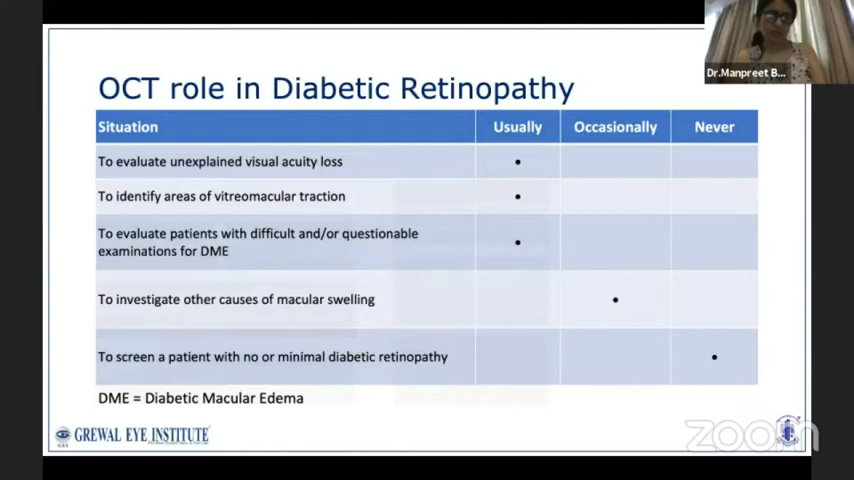 Dr.Manpreet B...
OCT role in Diabetic Retinopathy
Situation Usually Occasionally Never
To evaluate unexplained visual acuity loss •
To identify areas of vitreomacular traction •
To evaluate patients with difficult and/or questionable
examinations for DME •
To investigate other causes of macular swelling •
To screen a patient with no or minimal diabetic retinopathy •
DME = Diabetic Macular Edema
GREWAL EYE INSTITUTE
zoom